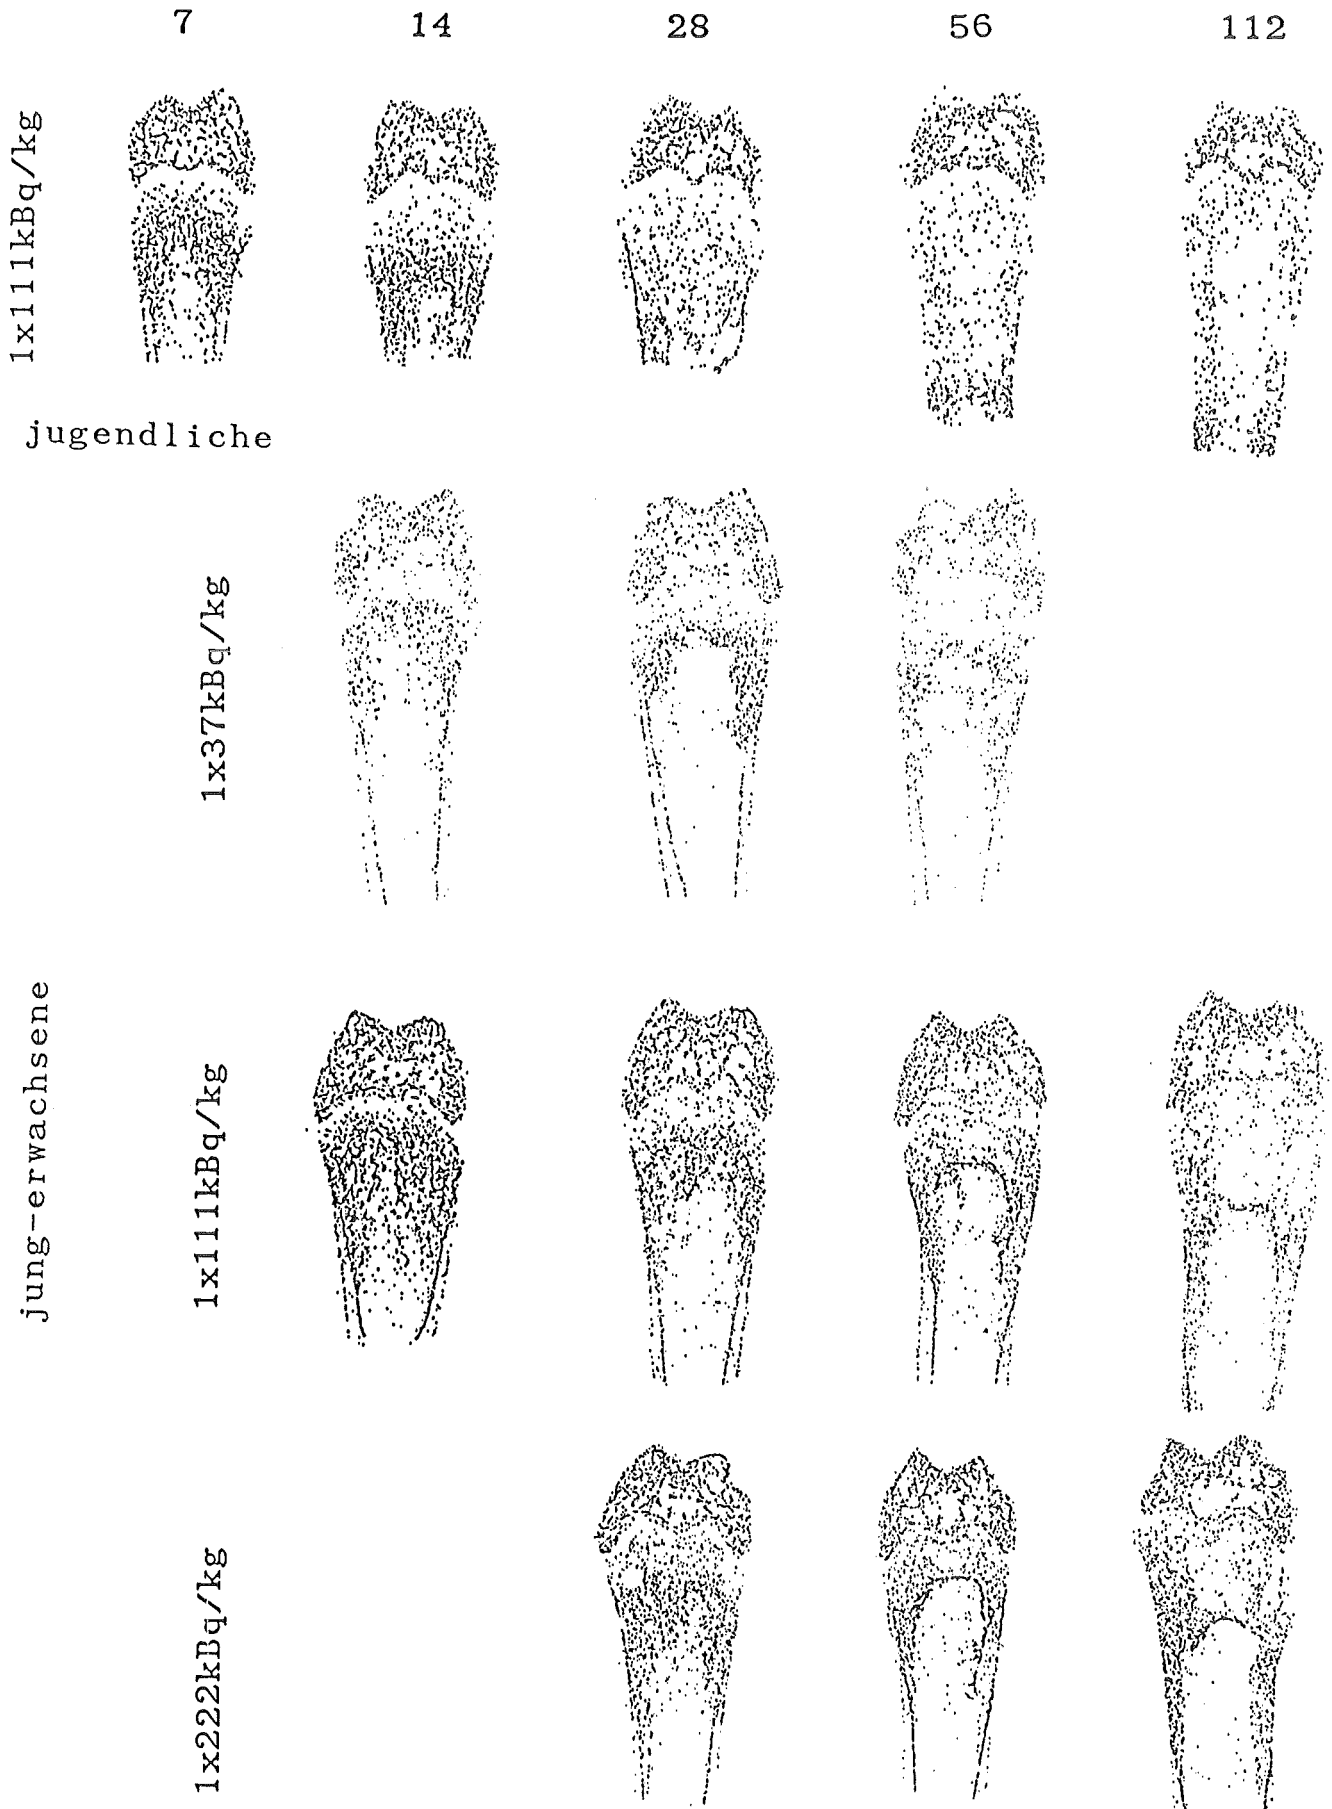 7 14 28 56 112
1x111kBq/kg
jugendliche
1x37kBq/kg
jung-erwachsene
1x111kBq/kg
1x222kBq/kg